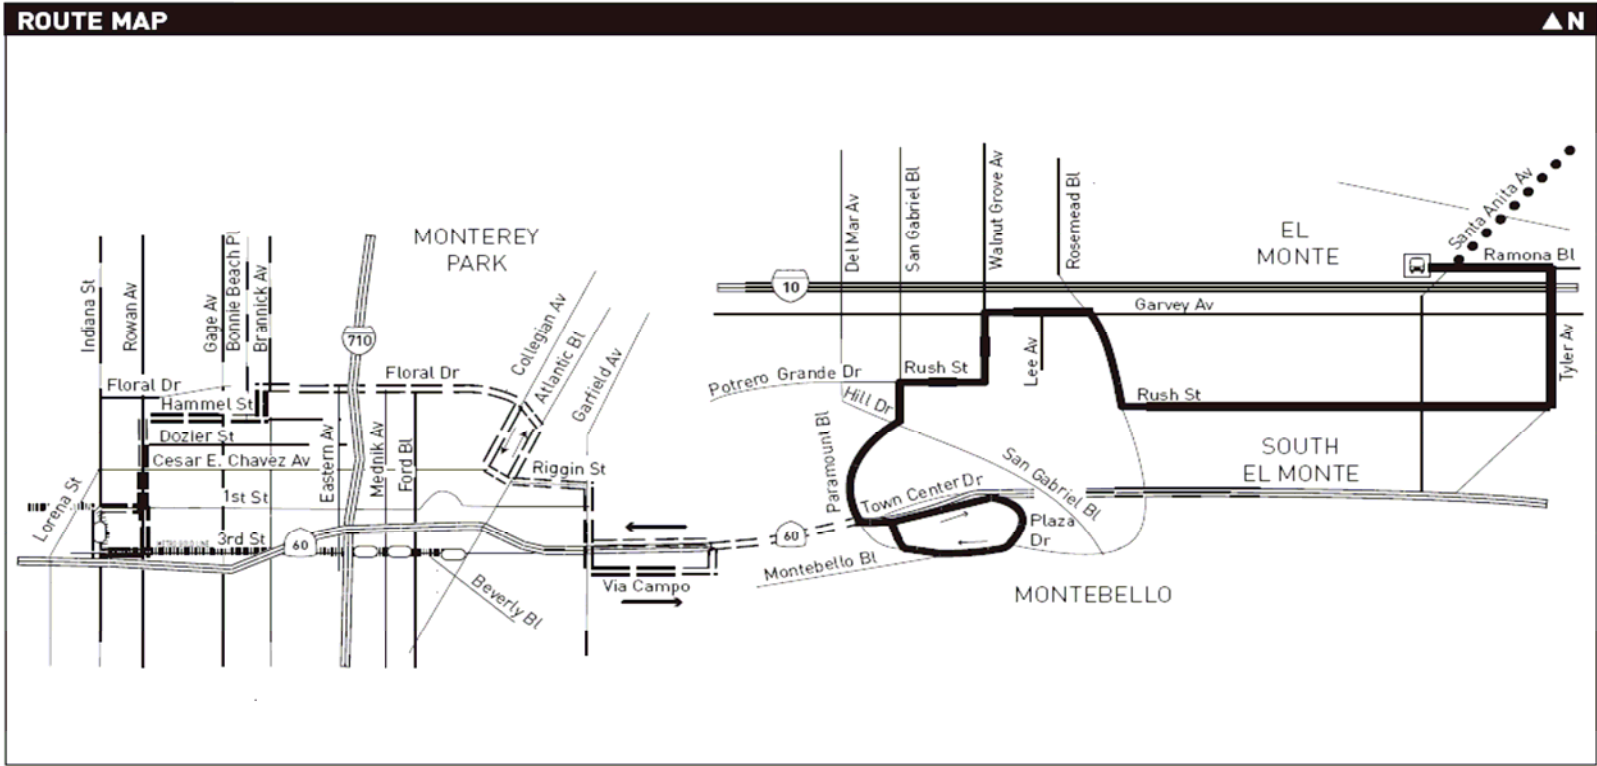 ROUTE MAP
N
MONTEREY
PARK
EL
MONTE
SOUTH
EL MONTE
MONTEBELLO
Indiana St
Rowan Av
Gage Av
Bonnie Beach Pl
Brannick Av
710
Floral Dr
Floral Dr
Hammel St
Dozier St
Cesar E. Chavez Av
1st St
3rd St
Lorena St
60
Eastern Av
Mednik Av
Ford Bl
Collegian Av
Atlantic Bl
Garfield Av
Riggin St
Beverly Bl
Via Campo
60
Montebello Bl
Potrero Grande Dr
Hill Dr
Paramount Bl
Town Center Dr
Plaza
Dr
San Gabriel Bl
Del Mar Av
San Gabriel Bl
Walnut Grove Av
Rosemead Bl
10
Garvey Av
Rush St
Lee Av
Rush St
Santa Anita Av
Ramona Bl
Tyler Av